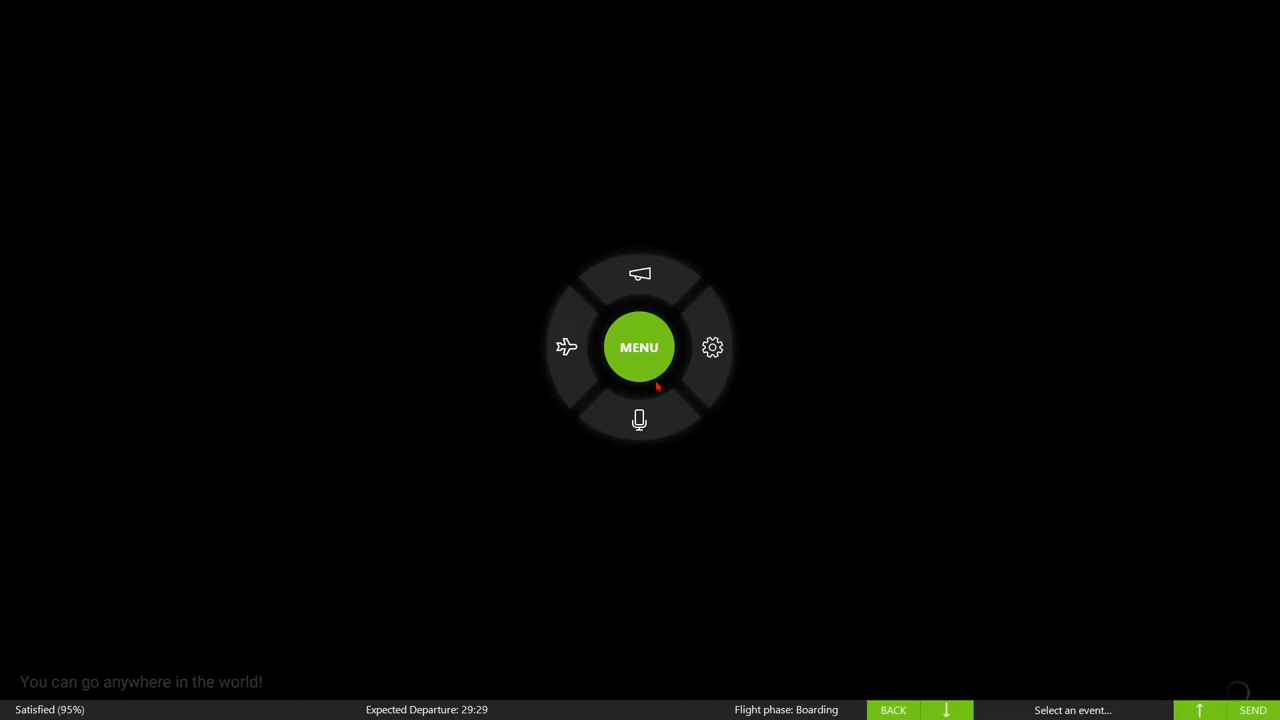 MENU
You can go anywhere in the world!
Satisfied (95%)
Expected Departure: 29:29
Flight phase: Boarding
BACK
Select an event...
SEND